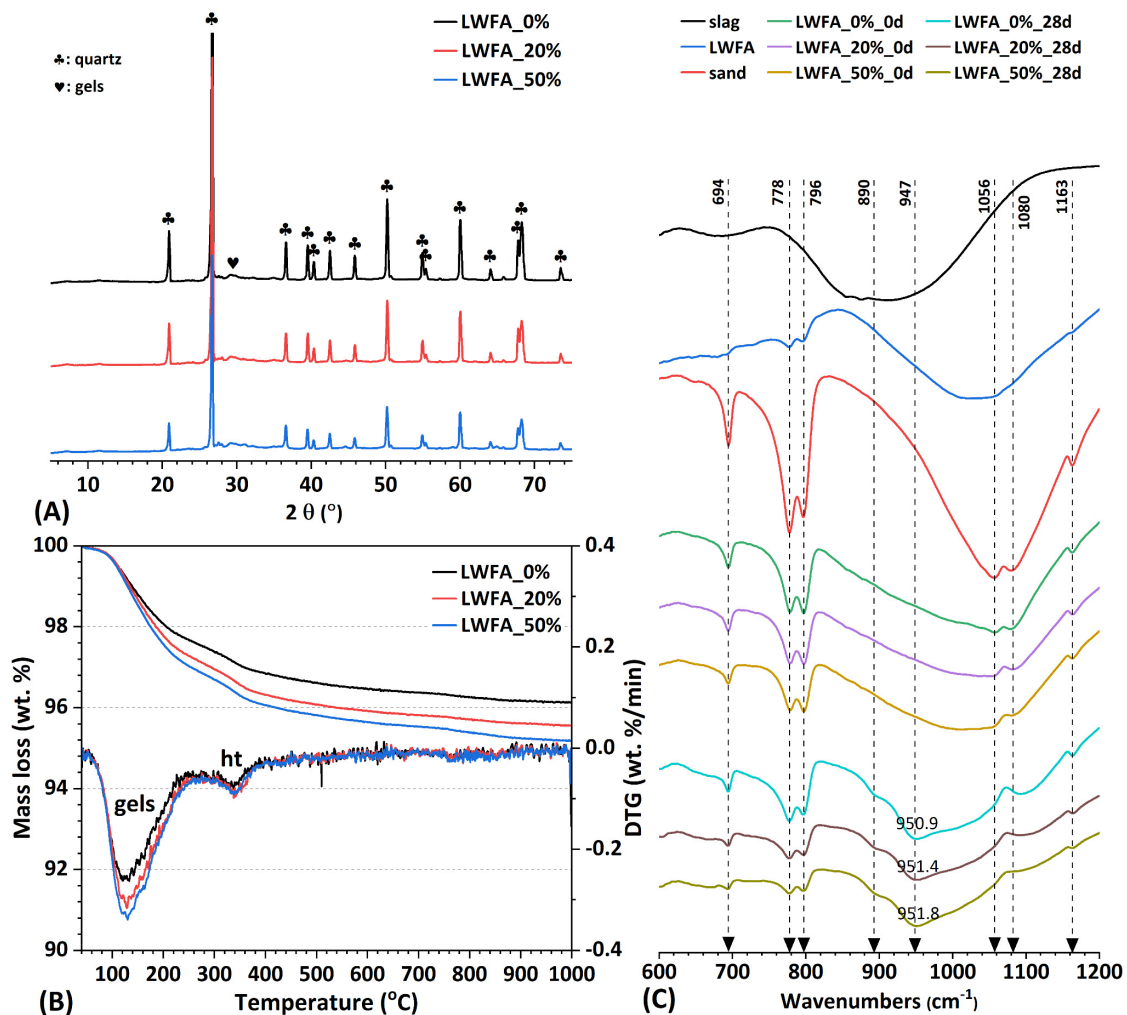 ♣: quartz
♥: gels
LWFA_0%
LWFA_20%
LWFA_50%
♣
♣
♥
♣
♣
♣
♣
♣
♣
♣
♣
♣
♣
♣
♣
♣
10 20 30 40 50 60 70
2 θ (°)
(A)
100
98
96
94
92
90
Mass loss (wt. %)
LWFA_0%
LWFA_20%
LWFA_50%
gels
ht
0.4
0.2
0.0
-0.2
-0.4
DTG (wt. %/min)
100 200 300 400 500 600 700 800 900 1000
Temperature (°C)
(B)
slag
LWFA
sand
LWFA_0%_0d
LWFA_20%_0d
LWFA_50%_0d
LWFA_0%_28d
LWFA_20%_28d
LWFA_50%_28d
694
778
796
890
947
1056
1080
1163
950.9
951.4
951.8
600 700 800 900 1000 1100 1200
Wavenumbers (cm⁻¹)
(C)